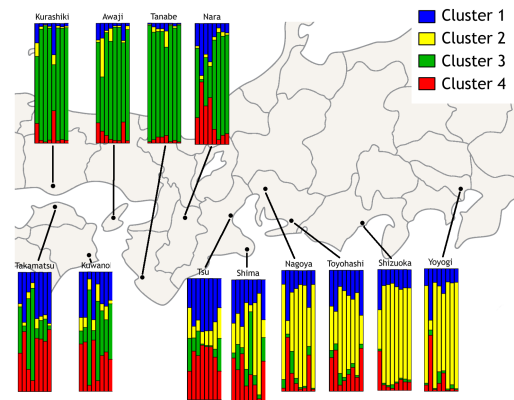 Kurashiki Awaji Tanabe Nara
Cluster 1
Cluster 2
Cluster 3
Cluster 4
Takamatsu Kuwano Tsu Shima Nagoya Toyohashi Shizuoka Yoyogi